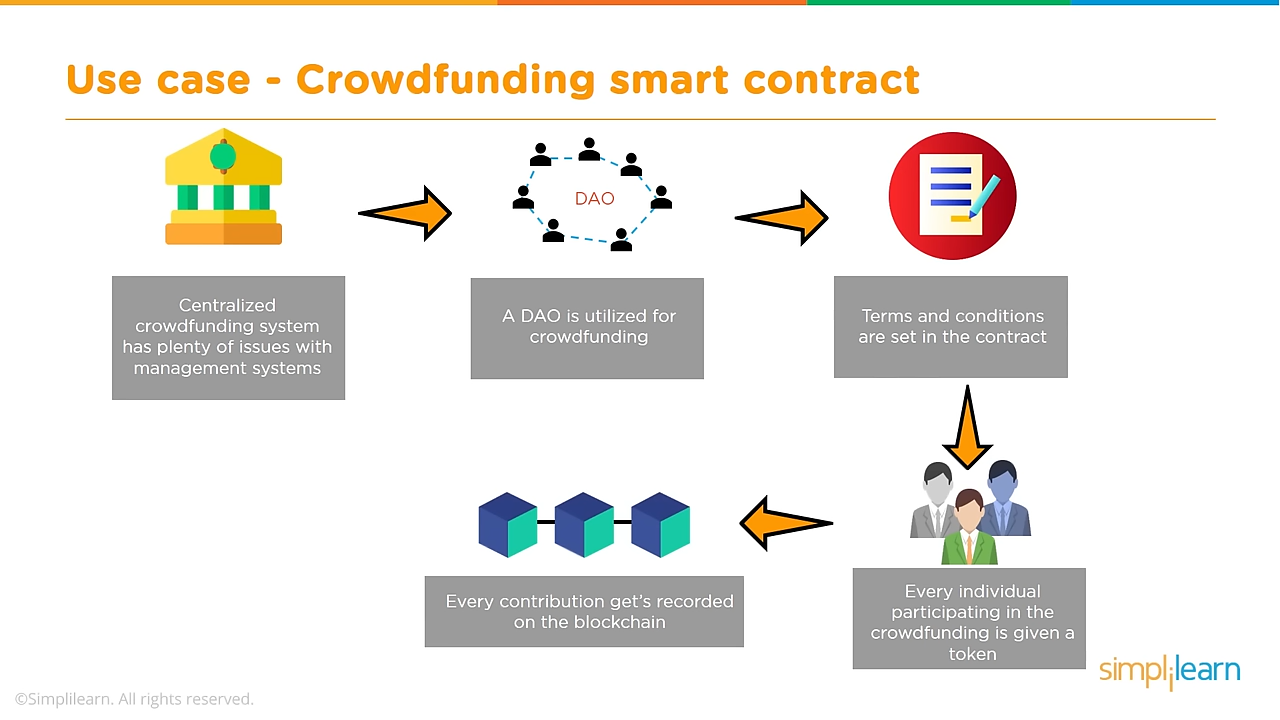 Use case - Crowdfunding smart contract
DAO
Centralized
crowdfunding system
has plenty of issues with
management systems
A DAO is utilized for
crowdfunding
Terms and conditions
are set in the contract
Every individual
participating in the
crowdfunding is given a
token
Every contribution get's recorded
on the blockchain
simplilearn
©Simplilearn. All rights reserved.